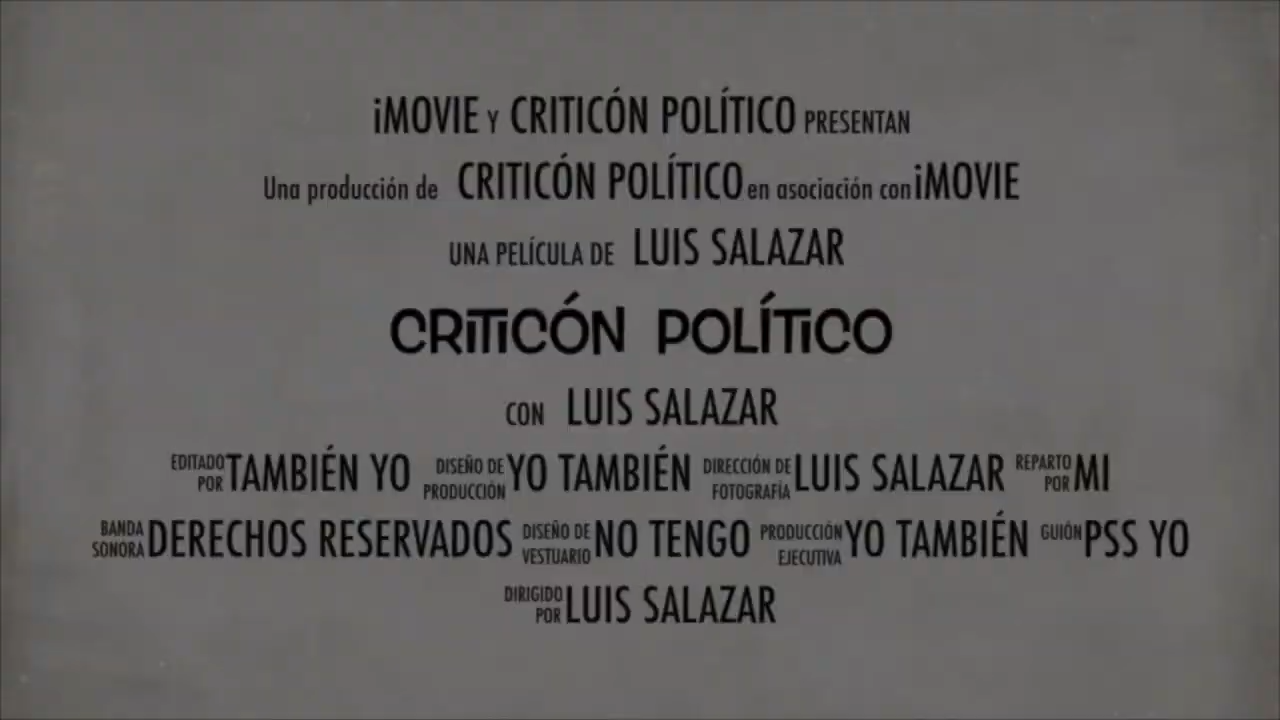 iMOVIE Y CRITICÓN POLÍTICO PRESENTAN
Una producción de CRITICÓN POLÍTICO en asociación con iMOVIE
UNA PELÍCULA DE LUIS SALAZAR
CRITICÓN POLÍTICO
CON LUIS SALAZAR
EDITADO POR TAMBIÉN YO DISEÑO DE PRODUCCIÓN YO TAMBIÉN DIRECCIÓN DE FOTOGRAFÍA LUIS SALAZAR REPARTO POR MI
BANDA SONORA DERECHOS RESERVADOS DISEÑO DE VESTUARIO NO TENGO PRODUCCIÓN EJECUTIVA YO TAMBIÉN GUIÓN PSS YO
DIRIGIDO POR LUIS SALAZAR